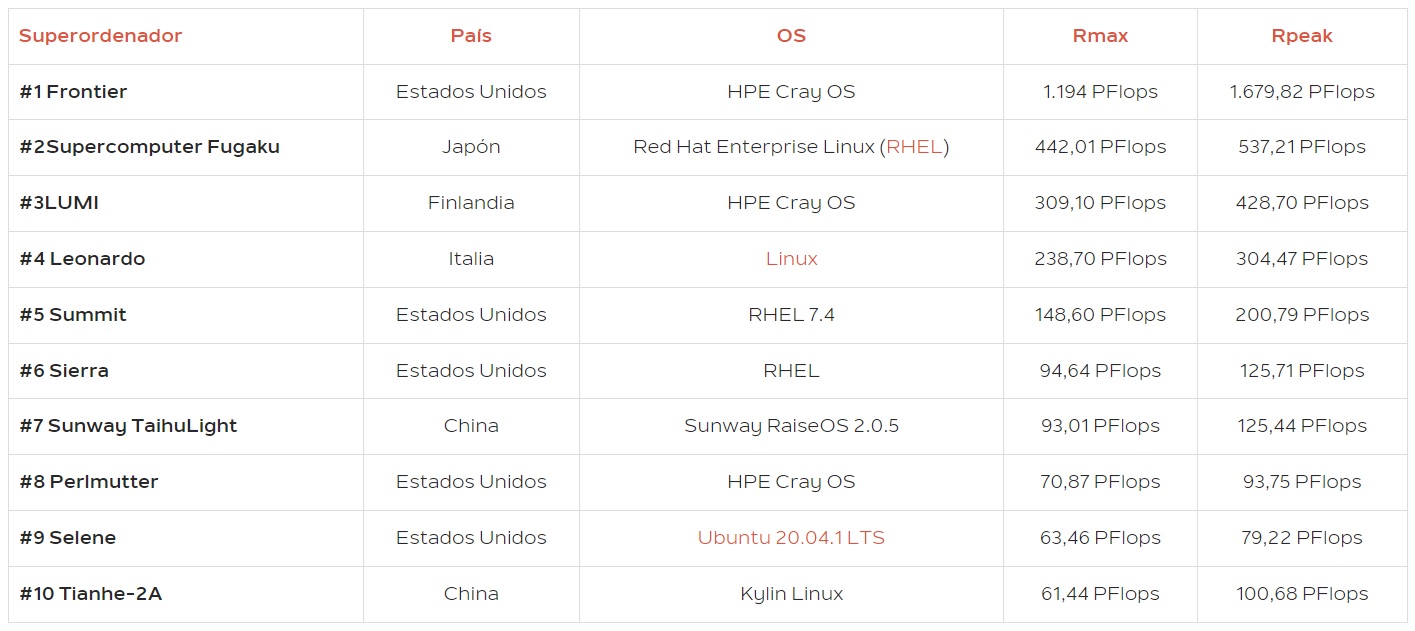 Superordenador País OS Rmax Rpeak
#1 Frontier Estados Unidos HPE Cray OS 1.194 PFlops 1.679,82 PFlops
#2Supercomputer Fugaku Japón Red Hat Enterprise Linux (RHEL) 442,01 PFlops 537,21 PFlops
#3LUMI Finlandia HPE Cray OS 309,10 PFlops 428,70 PFlops
#4 Leonardo Italia Linux 238,70 PFlops 304,47 PFlops
#5 Summit Estados Unidos RHEL 7.4 148,60 PFlops 200,79 PFlops
#6 Sierra Estados Unidos RHEL 94,64 PFlops 125,71 PFlops
#7 Sunway TaihuLight China Sunway RaiseOS 2.0.5 93,01 PFlops 125,44 PFlops
#8 Perlmutter Estados Unidos HPE Cray OS 70,87 PFlops 93,75 PFlops
#9 Selene Estados Unidos Ubuntu 20.04.1 LTS 63,46 PFlops 79,22 PFlops
#10 Tianhe-2A China Kylin Linux 61,44 PFlops 100,68 PFlops